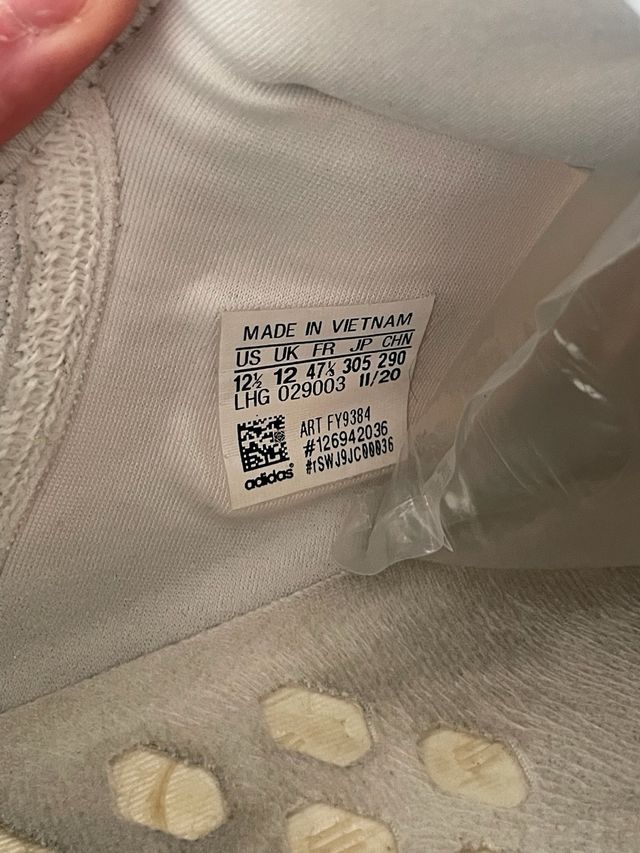 MADE IN VIETNAM
US UK FR JP CHN
12½ 12 47⅓ 305 290
LHG 029003 11/20
ART FY9384
#126942036
#rSWJ9JC00036
adidas®